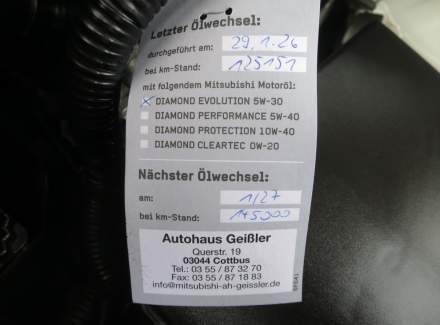 Letzter Ölwechsel:
durchgeführt am: 29.1.26
bei km-Stand: 125151
mit folgendem Mitsubishi Motoröl:
x DIAMOND EVOLUTION 5W-30
DIAMOND PERFORMANCE 5W-40
DIAMOND PROTECTION 10W-40
DIAMOND CLEARTEC 0W-20
Nächster Ölwechsel:
am: 1/27
bei km-Stand: 145000
Autohaus Geißler
Querstr. 19
03044 Cottbus
Tel.: 03 55 / 87 32 70
Fax: 03 55 / 87 18 83
info@mitsubishi-ah-geissler.de